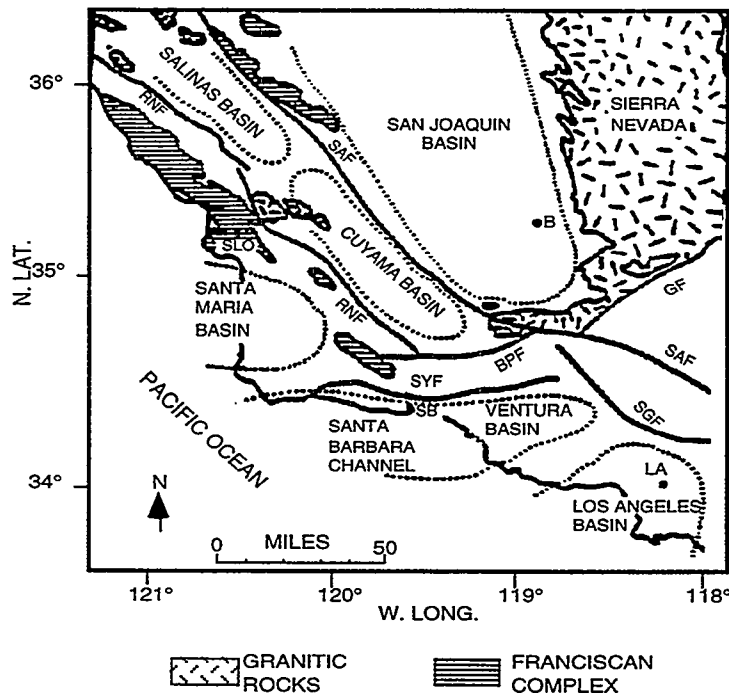 36°
35°
34°
N. LAT.
SALINAS BASIN
RNF
SAF
SAN JOAQUIN
BASIN
SIERRA
NEVADA
B
SLO
CUYAMA BASIN
SANTA
MARIA
BASIN
RNF
GF
BPF
SAF
SYF
SGF
PACIFIC OCEAN
SB
SANTA
BARBARA
CHANNEL
VENTURA
BASIN
LA
LOS ANGELES
BASIN
N
0 MILES 50
121° 120° 119° 118°
W. LONG.
GRANITIC
ROCKS
FRANCISCAN
COMPLEX